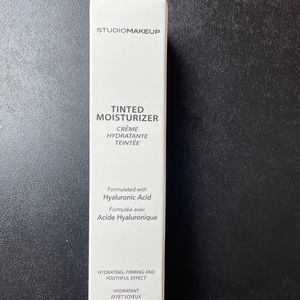 STUDIOMAKEUP
TINTED
MOISTURIZER
CRÈME
HYDRATANTE
TEINTÉE
Formulated with
Hyaluronic Acid
Formulée avec
Acide Hyaluronique
HYDRATING, FIRMING AND
YOUTHFUL EFFECT
HYDRATANT
EFFET SOYEUX